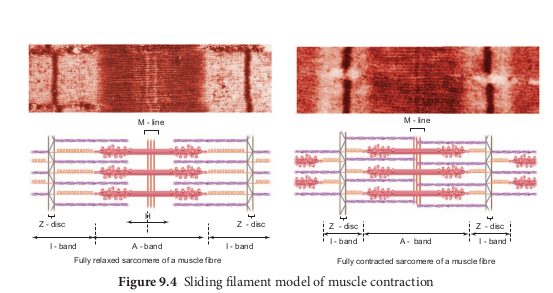 M - line
H
Z - disc
Z - disc
I - band
A - band
I - band
Fully relaxed sarcomere of a muscle fibre
M - line
Z - disc
Z - disc
I - band
A - band
I - band
Fully contracted sarcomere of a muscle fibre
Figure 9.4 Sliding filament model of muscle contraction